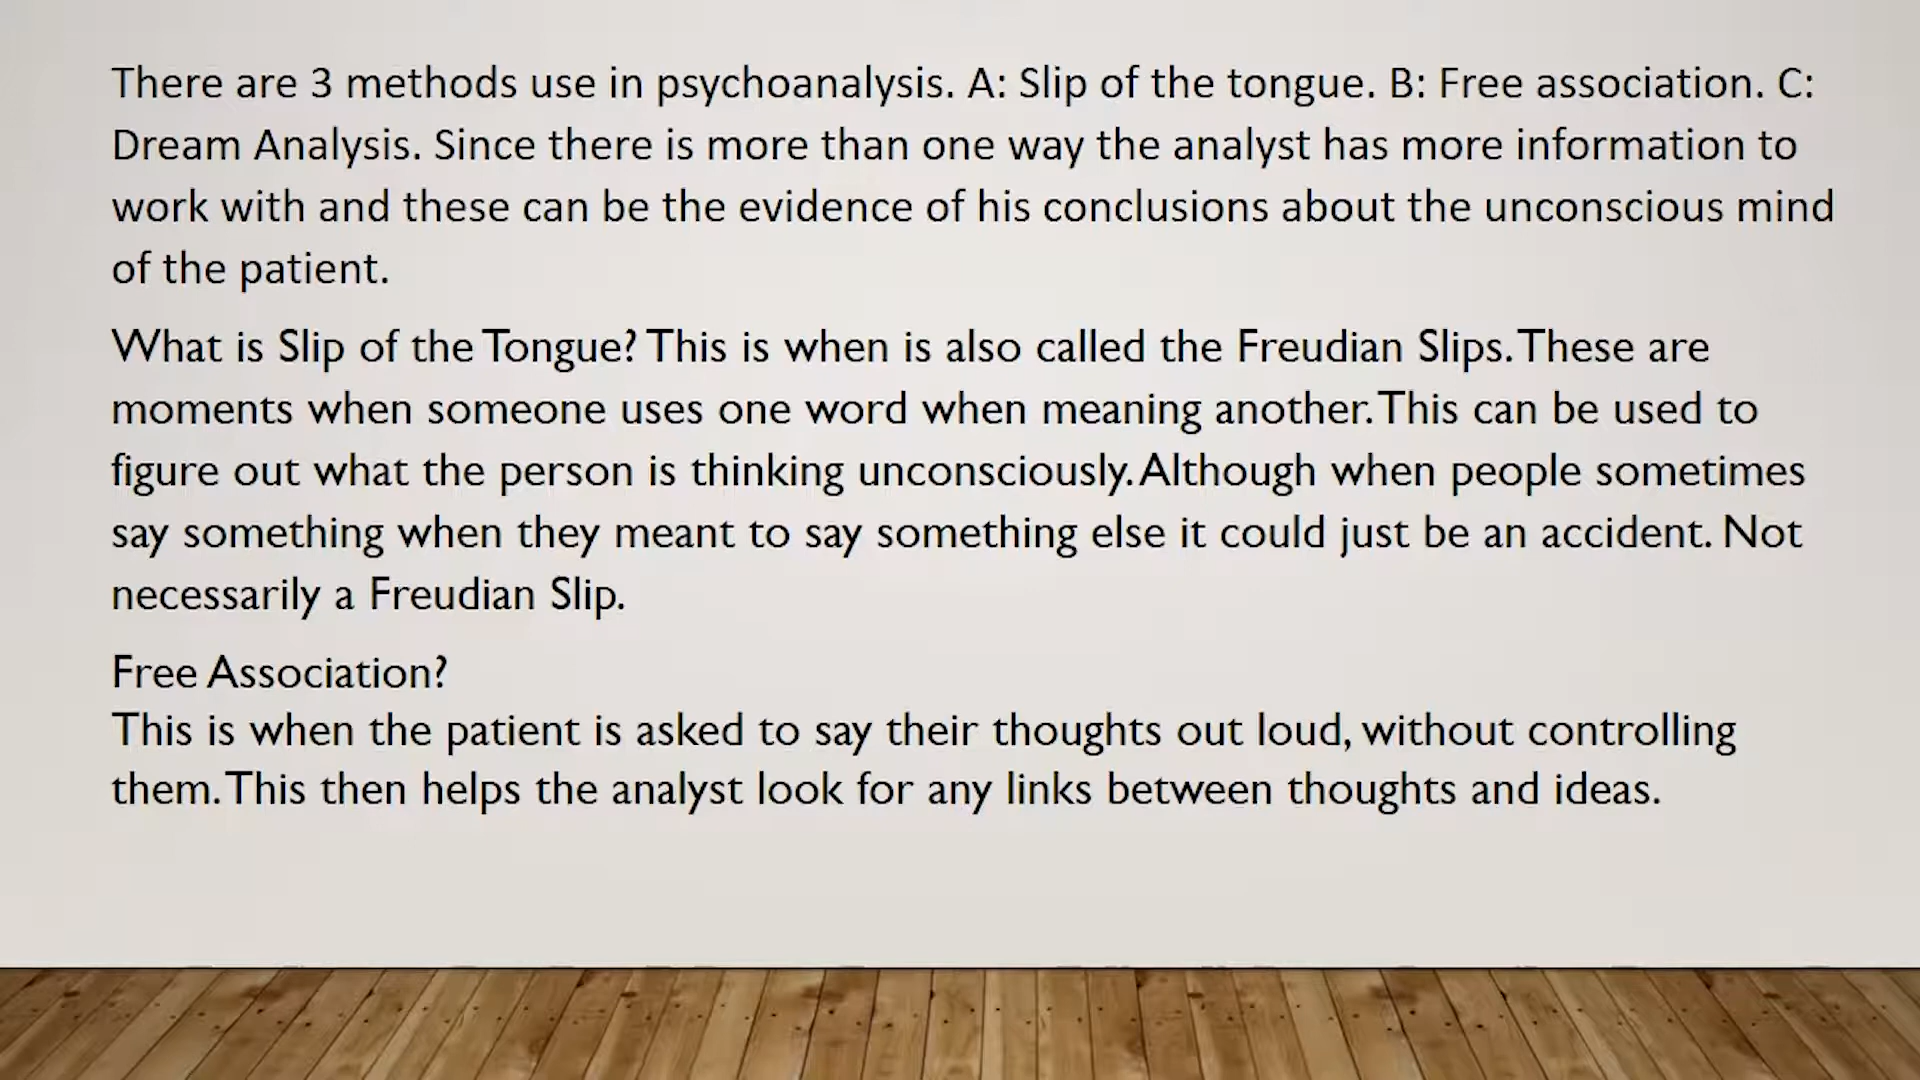 There are 3 methods use in psychoanalysis. A: Slip of the tongue. B: Free association. C:
Dream Analysis. Since there is more than one way the analyst has more information to
work with and these can be the evidence of his conclusions about the unconscious mind
of the patient.
What is Slip of the Tongue? This is when is also called the Freudian Slips. These are
moments when someone uses one word when meaning another. This can be used to
figure out what the person is thinking unconsciously. Although when people sometimes
say something when they meant to say something else it could just be an accident. Not
necessarily a Freudian Slip.
Free Association?
This is when the patient is asked to say their thoughts out loud, without controlling
them. This then helps the analyst look for any links between thoughts and ideas.